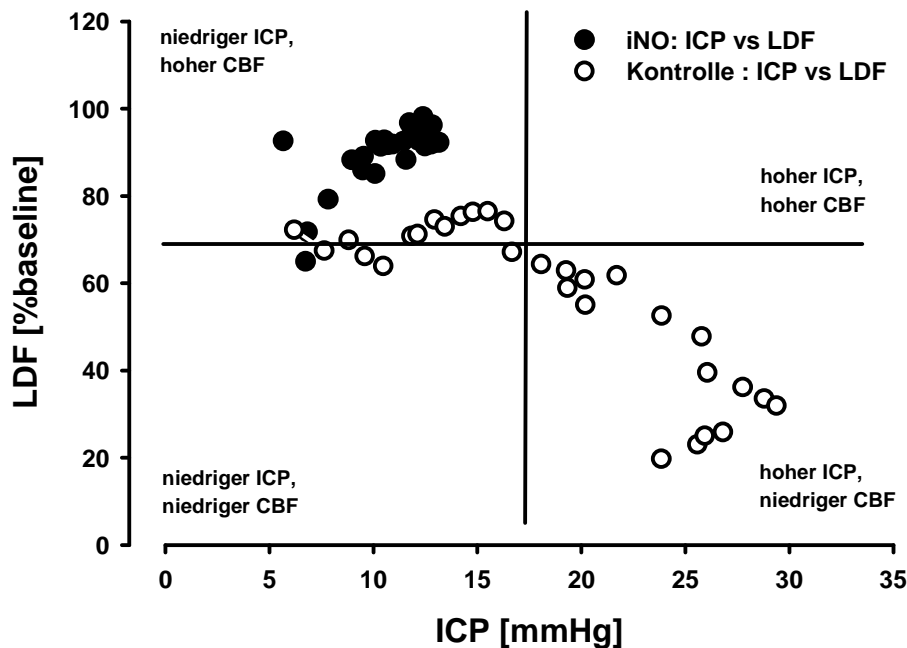 niedriger ICP,
hoher CBF
iNO: ICP vs LDF
Kontrolle : ICP vs LDF
hoher ICP,
hoher CBF
niedriger ICP,
niedriger CBF
hoher ICP,
niedriger CBF
LDF [%baseline]
120
100
80
60
40
20
0
0 5 10 15 20 25 30 35
ICP [mmHg]